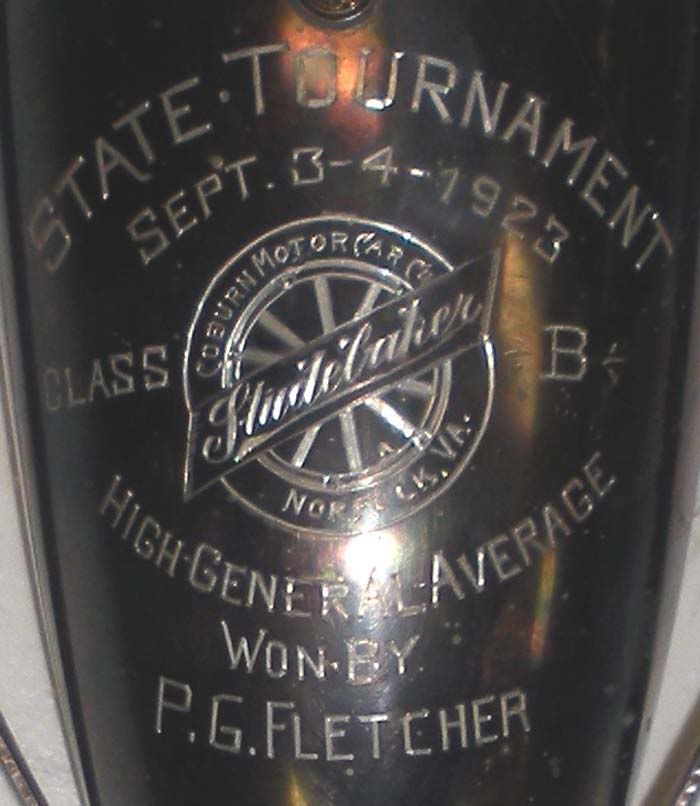 STATE·TOURNAMENT
SEPT. 3-4-1923
COBURN MOTOR CAR CO.
Studebaker
NORFOLK, VA.
CLASS B
HIGH·GENERAL·AVERAGE
WON·BY
P.G.FLETCHER